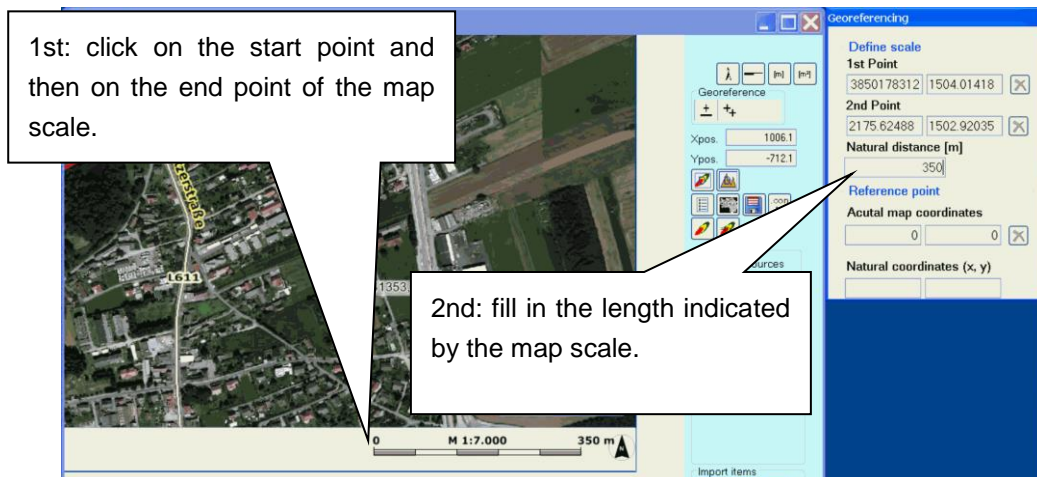 1st: click on the start point and
then on the end point of the map
scale.
Georeferencing
Define scale
1st Point
3850178312 1504.01418
2nd Point
2175.62488 1502.92035
Natural distance [m]
350
Reference point
Acutal map coordinates
0 0
Natural coordinates (x, y)
[m] [m²]
Georeference
Xpos. 1006.1
Ypos. -712.1
zerstraße
L611
1353
2nd: fill in the length indicated
by the map scale.
0 M 1:7.000 350 m
N
Import items